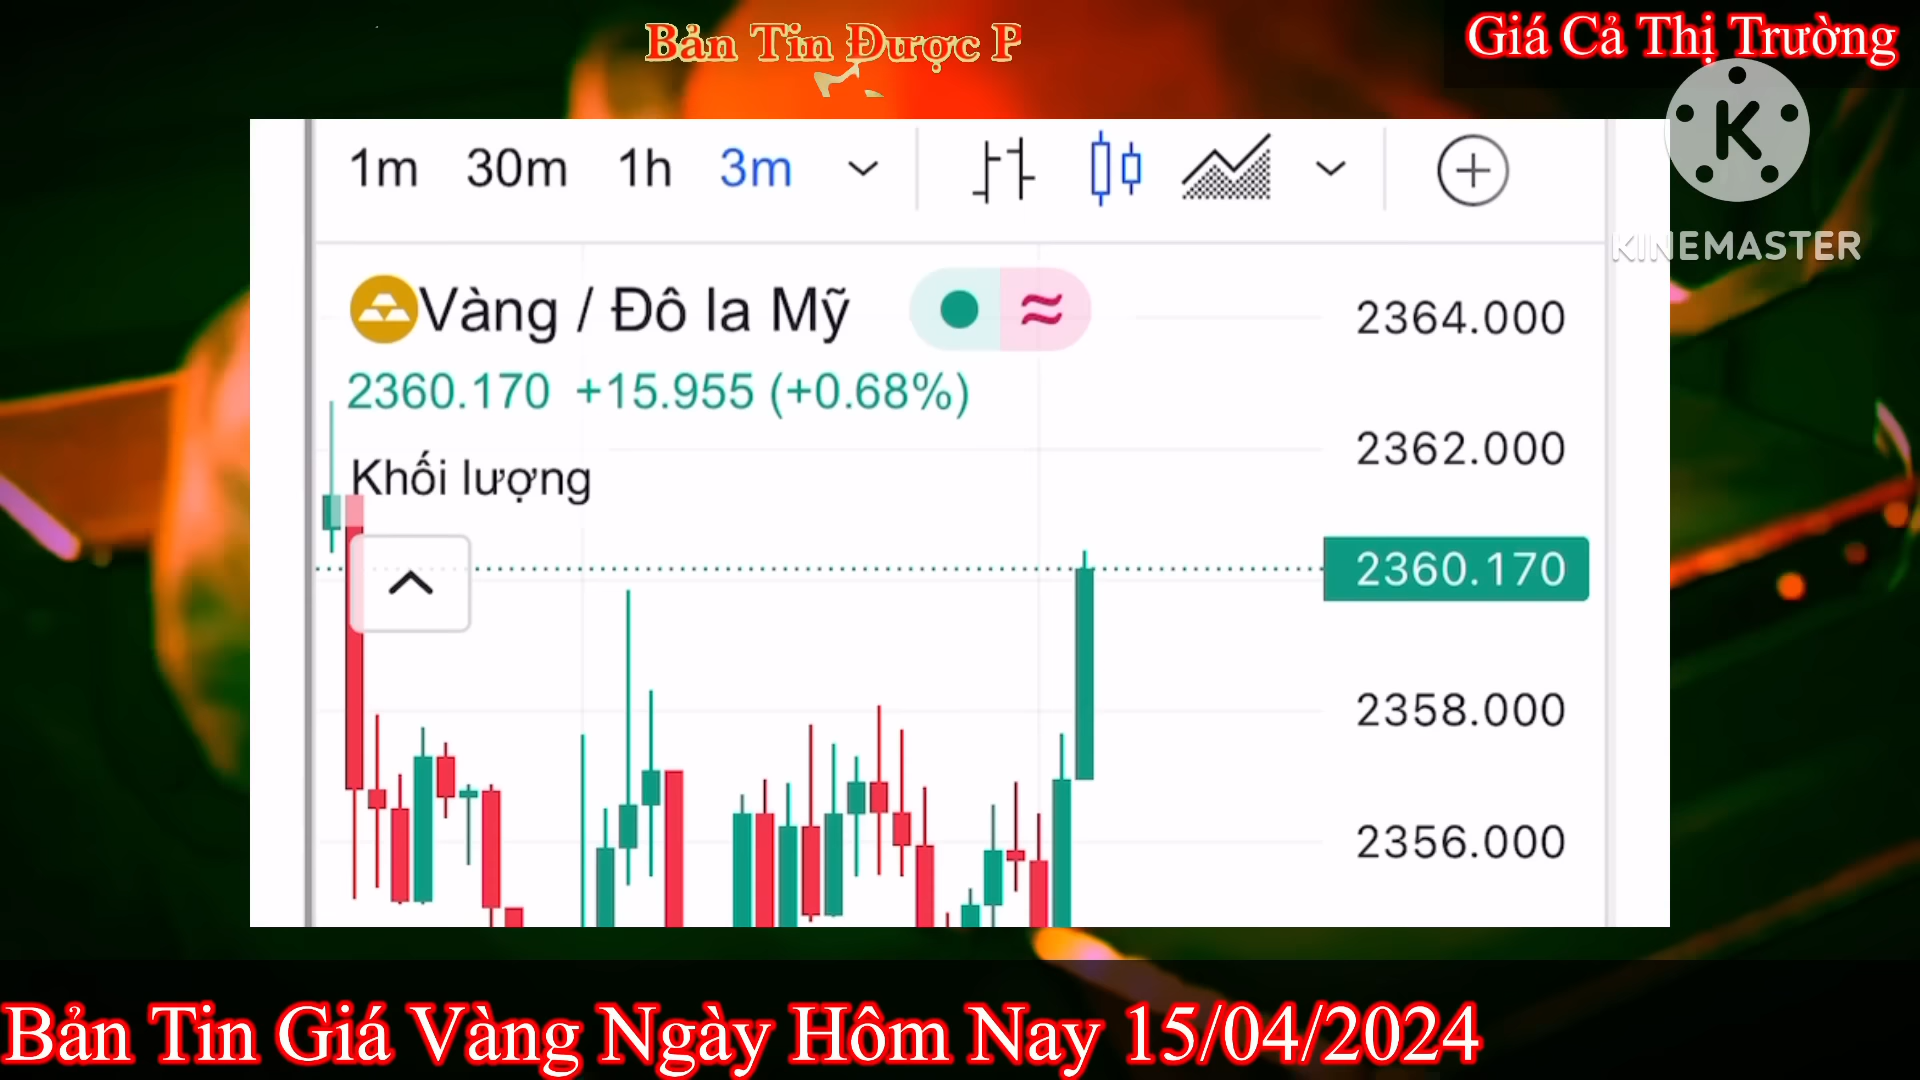 Bản Tin Được P
Giá Cả Thị Trường
K
KINEMASTER
1m 30m 1h 3m
Vàng / Đô la Mỹ
2360.170 +15.955 (+0.68%)
Khối lượng
2364.000
2362.000
2360.170
2358.000
2356.000
Bản Tin Giá Vàng Ngày Hôm Nay 15/04/2024